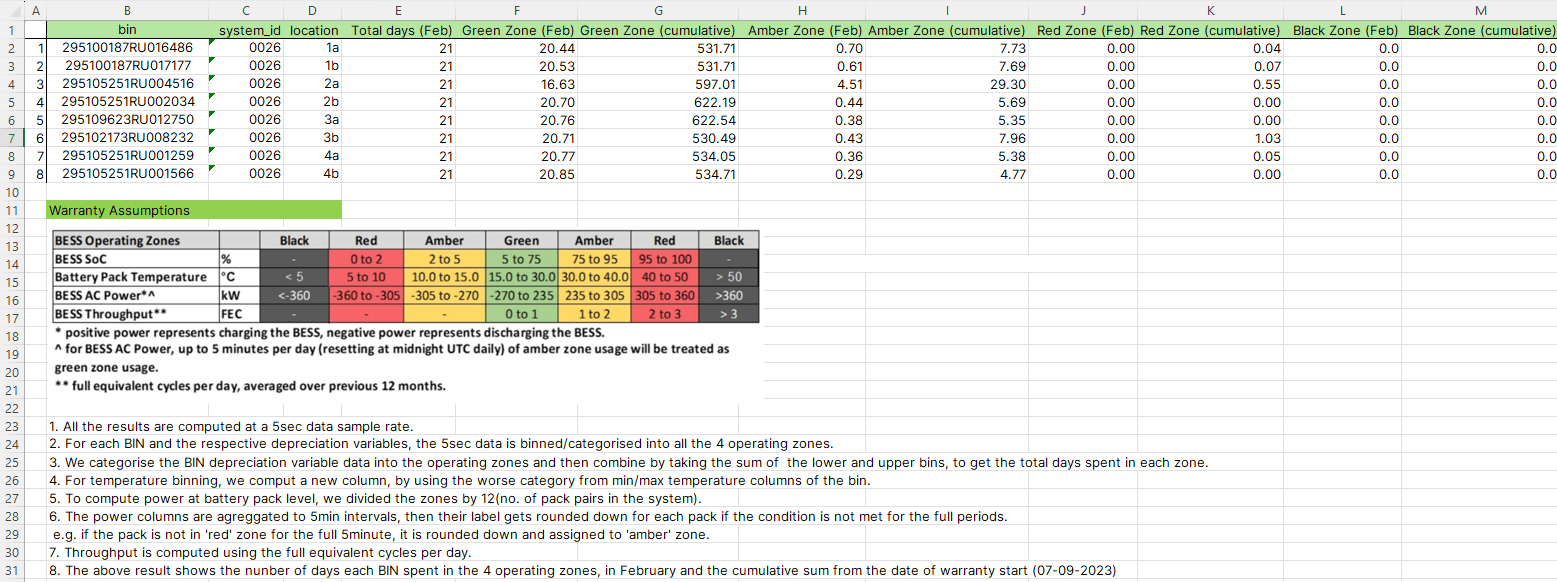 A B C D E F G H I J K L M
1 bin system_id location Total days (Feb) Green Zone (Feb) Green Zone (cumulative) Amber Zone (Feb) Amber Zone (cumulative) Red Zone (Feb) Red Zone (cumulative) Black Zone (Feb) Black Zone (cumulative)
2 1 295100187RU016486 0026 1a 21 20.44 531.71 0.70 7.73 0.00 0.04 0.0 0.0
3 2 295100187RU017177 0026 1b 21 20.53 531.71 0.61 7.69 0.00 0.07 0.0 0.0
4 3 295105251RU004516 0026 2a 21 16.63 597.01 4.51 29.30 0.00 0.55 0.0 0.0
5 4 295105251RU002034 0026 2b 21 20.70 622.19 0.44 5.69 0.00 0.00 0.0 0.0
6 5 295109623RU012750 0026 3a 21 20.76 622.54 0.38 5.35 0.00 0.00 0.0 0.0
7 6 295102173RU008232 0026 3b 21 20.71 530.49 0.43 7.96 0.00 1.03 0.0 0.0
8 7 295105251RU001259 0026 4a 21 20.77 534.05 0.36 5.38 0.00 0.05 0.0 0.0
9 8 295105251RU001566 0026 4b 21 20.85 534.71 0.29 4.77 0.00 0.00 0.0 0.0
10
11 Warranty Assumptions
12
13 BESS Operating Zones Black Red Amber Green Amber Red Black
14 BESS SoC % - 0 to 2 2 to 5 5 to 75 75 to 95 95 to 100 -
15 Battery Pack Temperature °C < 5 5 to 10 10.0 to 15.0 15.0 to 30.0 30.0 to 40.0 40 to 50 > 50
16 BESS AC Power*^ kW <-360 -360 to -305 -305 to -270 -270 to 235 235 to 305 305 to 360 >360
17 BESS Throughput** FEC - - - 0 to 1 1 to 2 2 to 3 > 3
18 * positive power represents charging the BESS, negative power represents discharging the BESS.
19 ^ for BESS AC Power, up to 5 minutes per day (resetting at midnight UTC daily) of amber zone usage will be treated as
20 green zone usage.
21 ** full equivalent cycles per day, averaged over previous 12 months.
22
23 1. All the results are computed at a 5sec data sample rate.
24 2. For each BIN and the respective depreciation variables, the 5sec data is binned/categorised into all the 4 operating zones.
25 3. We categorise the BIN depreciation variable data into the operating zones and then combine by taking the sum of the lower and upper bins, to get the total days spent in each zone.
26 4. For temperature binning, we comput a new column, by using the worse category from min/max temperature columns of the bin.
27 5. To compute power at battery pack level, we divided the zones by 12(no. of pack pairs in the system).
28 6. The power columns are agreggated to 5min intervals, then their label gets rounded down for each pack if the condition is not met for the full periods.
29 e.g. if the pack is not in 'red' zone for the full 5minute, it is rounded down and assigned to 'amber' zone.
30 7. Throughput is computed using the full equivalent cycles per day.
31 8. The above result shows the nunber of days each BIN spent in the 4 operating zones, in February and the cumulative sum from the date of warranty start (07-09-2023)